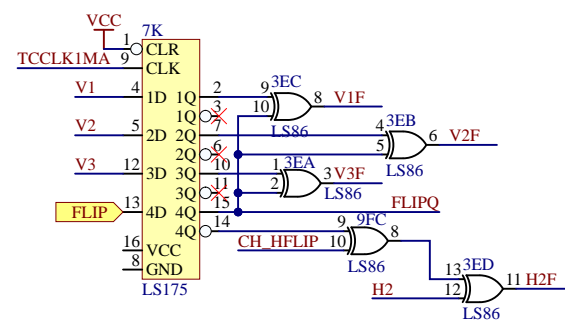 VCC
7K
1 CLR
TCCLK1MA 9 CLK
V1 4 1D 1Q 2 9 3EC 8 V1F
1Q 3 10 LS86
V2 5 2D 2Q 7 4 3EB 6 V2F
2Q 6 5 LS86
V3 12 3D 3Q 10 1 3EA 3 V3F
3Q 11 2 LS86
FLIP 13 4D 4Q 15 FLIPQ
4Q 14 9 9FC 8
CH_HFLIP 10 LS86
16 VCC
8 GND
LS175
13 3ED 11 H2F
H2 12 LS86